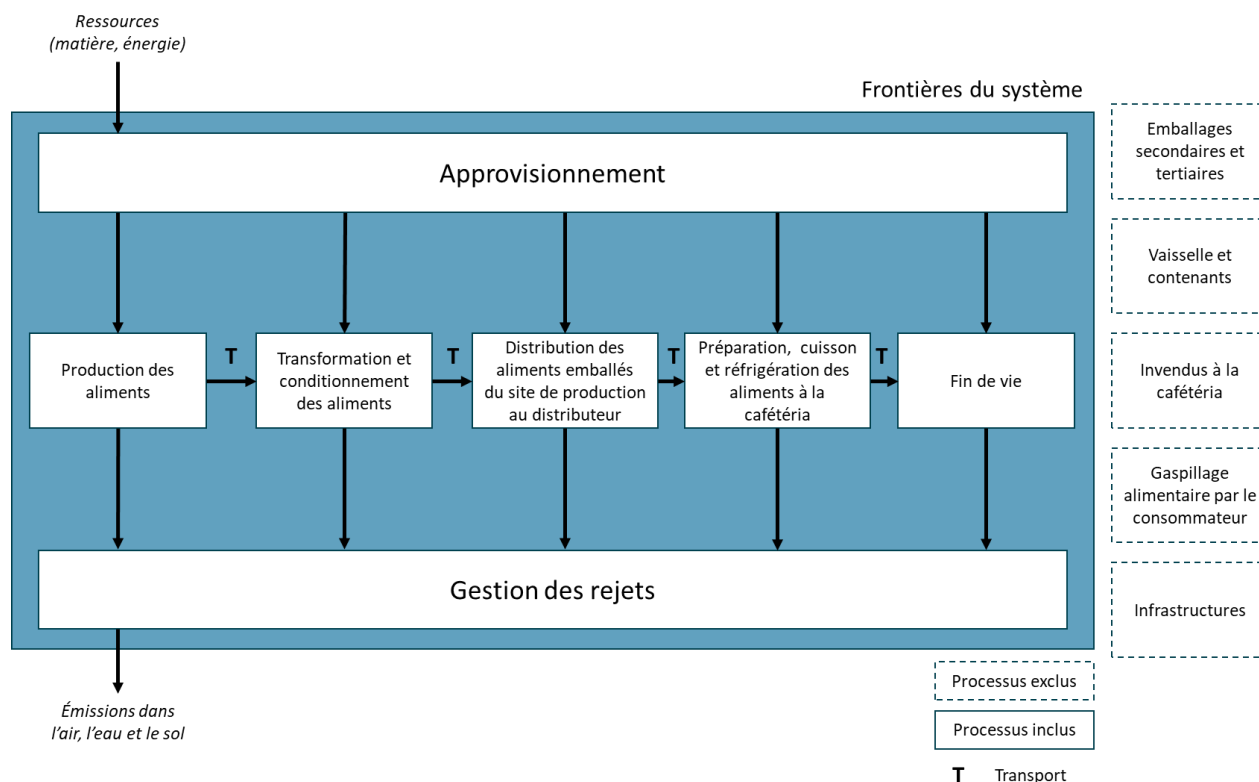 Ressources
(matière, énergie)
Frontières du système
Approvisionnement
Emballages
secondaires et
tertiaires
Vaisselle et
contenants
Production des
aliments
T
Transformation et
conditionnement
des aliments
T
Distribution des
aliments emballés
du site de production
au distributeur
T
Préparation, cuisson
et réfrigération des
aliments à la
cafétéria
T
Fin de vie
Invendus à la
cafétéria
Gaspillage
alimentaire par le
consommateur
Gestion des rejets
Infrastructures
Émissions dans
l'air, l'eau et le sol
Processus exclus
Processus inclus
T Transport